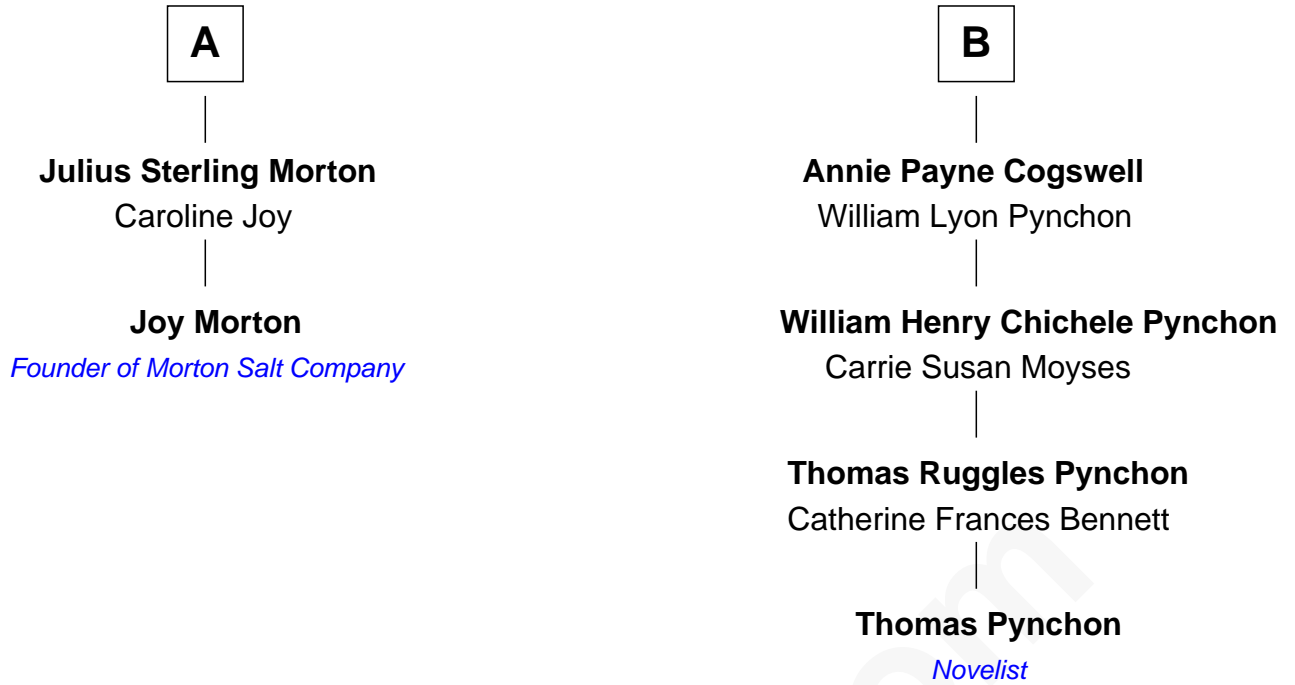 A
Julius Sterling Morton
Caroline Joy
Joy Morton
Founder of Morton Salt Company
B
Annie Payne Cogswell
William Lyon Pynchon
William Henry Chichele Pynchon
Carrie Susan Moyses
Thomas Ruggles Pynchon
Catherine Frances Bennett
Thomas Pynchon
Novelist
om